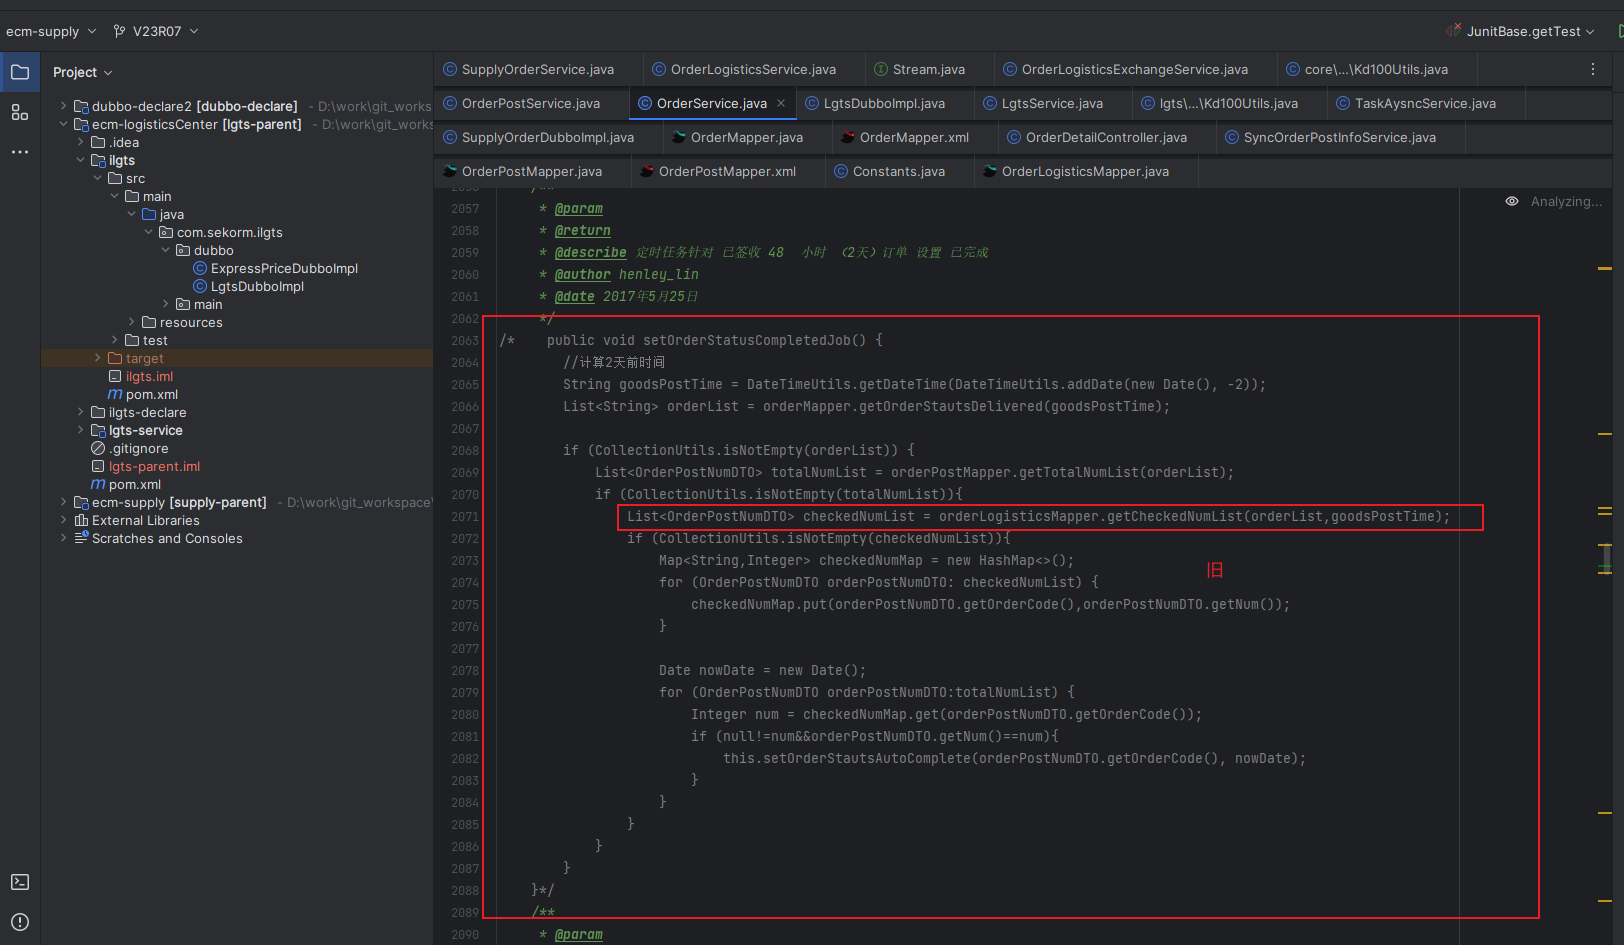 ecm-supply
V23R07
JunitBase.getTest
Project
SupplyOrderService.java
OrderLogisticsService.java
Stream.java
OrderLogisticsExchangeService.java
core\...\Kd100Utils.java
OrderPostService.java
OrderService.java
LgtsDubboImpl.java
LgtsService.java
lgts\...\Kd100Utils.java
TaskAysncService.java
SupplyOrderDubboImpl.java
OrderMapper.java
OrderMapper.xml
OrderDetailController.java
SyncOrderPostInfoService.java
OrderPostMapper.java
OrderPostMapper.xml
Constants.java
OrderLogisticsMapper.java
dubbo-declare2 [dubbo-declare] - D:\work\git_works
ecm-logisticsCenter [lgts-parent] - D:\work\git_works
.idea
ilgts
src
main
java
com.sekorm.ilgts
dubbo
ExpressPriceDubboImpl
LgtsDubboImpl
main
resources
test
target
ilgts.iml
pom.xml
ilgts-declare
lgts-service
.gitignore
lgts-parent.iml
pom.xml
ecm-supply [supply-parent] - D:\work\git_workspace\
External Libraries
Scratches and Consoles
Analyzing...
2057 * @param
2058 * @return
2059 * @describe 定时任务针对 已签收 48 小时 （2天）订单 设置 已完成
2060 * @author henley_lin
2061 * @date 2017年5月25日
2062 */
2063 /* public void setOrderStatusCompletedJob() {
2064 //计算2天前时间
2065 String goodsPostTime = DateTimeUtils.getDateTime(DateTimeUtils.addDate(new Date(), -2));
2066 List<String> orderList = orderMapper.getOrderStautsDelivered(goodsPostTime);
2067
2068 if (CollectionUtils.isNotEmpty(orderList)) {
2069 List<OrderPostNumDTO> totalNumList = orderPostMapper.getTotalNumList(orderList);
2070 if (CollectionUtils.isNotEmpty(totalNumList)){
2071 List<OrderPostNumDTO> checkedNumList = orderLogisticsMapper.getCheckedNumList(orderList,goodsPostTime);
2072 if (CollectionUtils.isNotEmpty(checkedNumList)){
2073 Map<String,Integer> checkedNumMap = new HashMap<>();
旧
2074 for (OrderPostNumDTO orderPostNumDTO: checkedNumList) {
2075 checkedNumMap.put(orderPostNumDTO.getOrderCode(),orderPostNumDTO.getNum());
2076 }
2077
2078 Date nowDate = new Date();
2079 for (OrderPostNumDTO orderPostNumDTO:totalNumList) {
2080 Integer num = checkedNumMap.get(orderPostNumDTO.getOrderCode());
2081 if (null!=num&&orderPostNumDTO.getNum()==num){
2082 this.setOrderStautsAutoComplete(orderPostNumDTO.getOrderCode(), nowDate);
2083 }
2084 }
2085 }
2086 }
2087 }
2088 }*/
2089 /**
2090 * @param